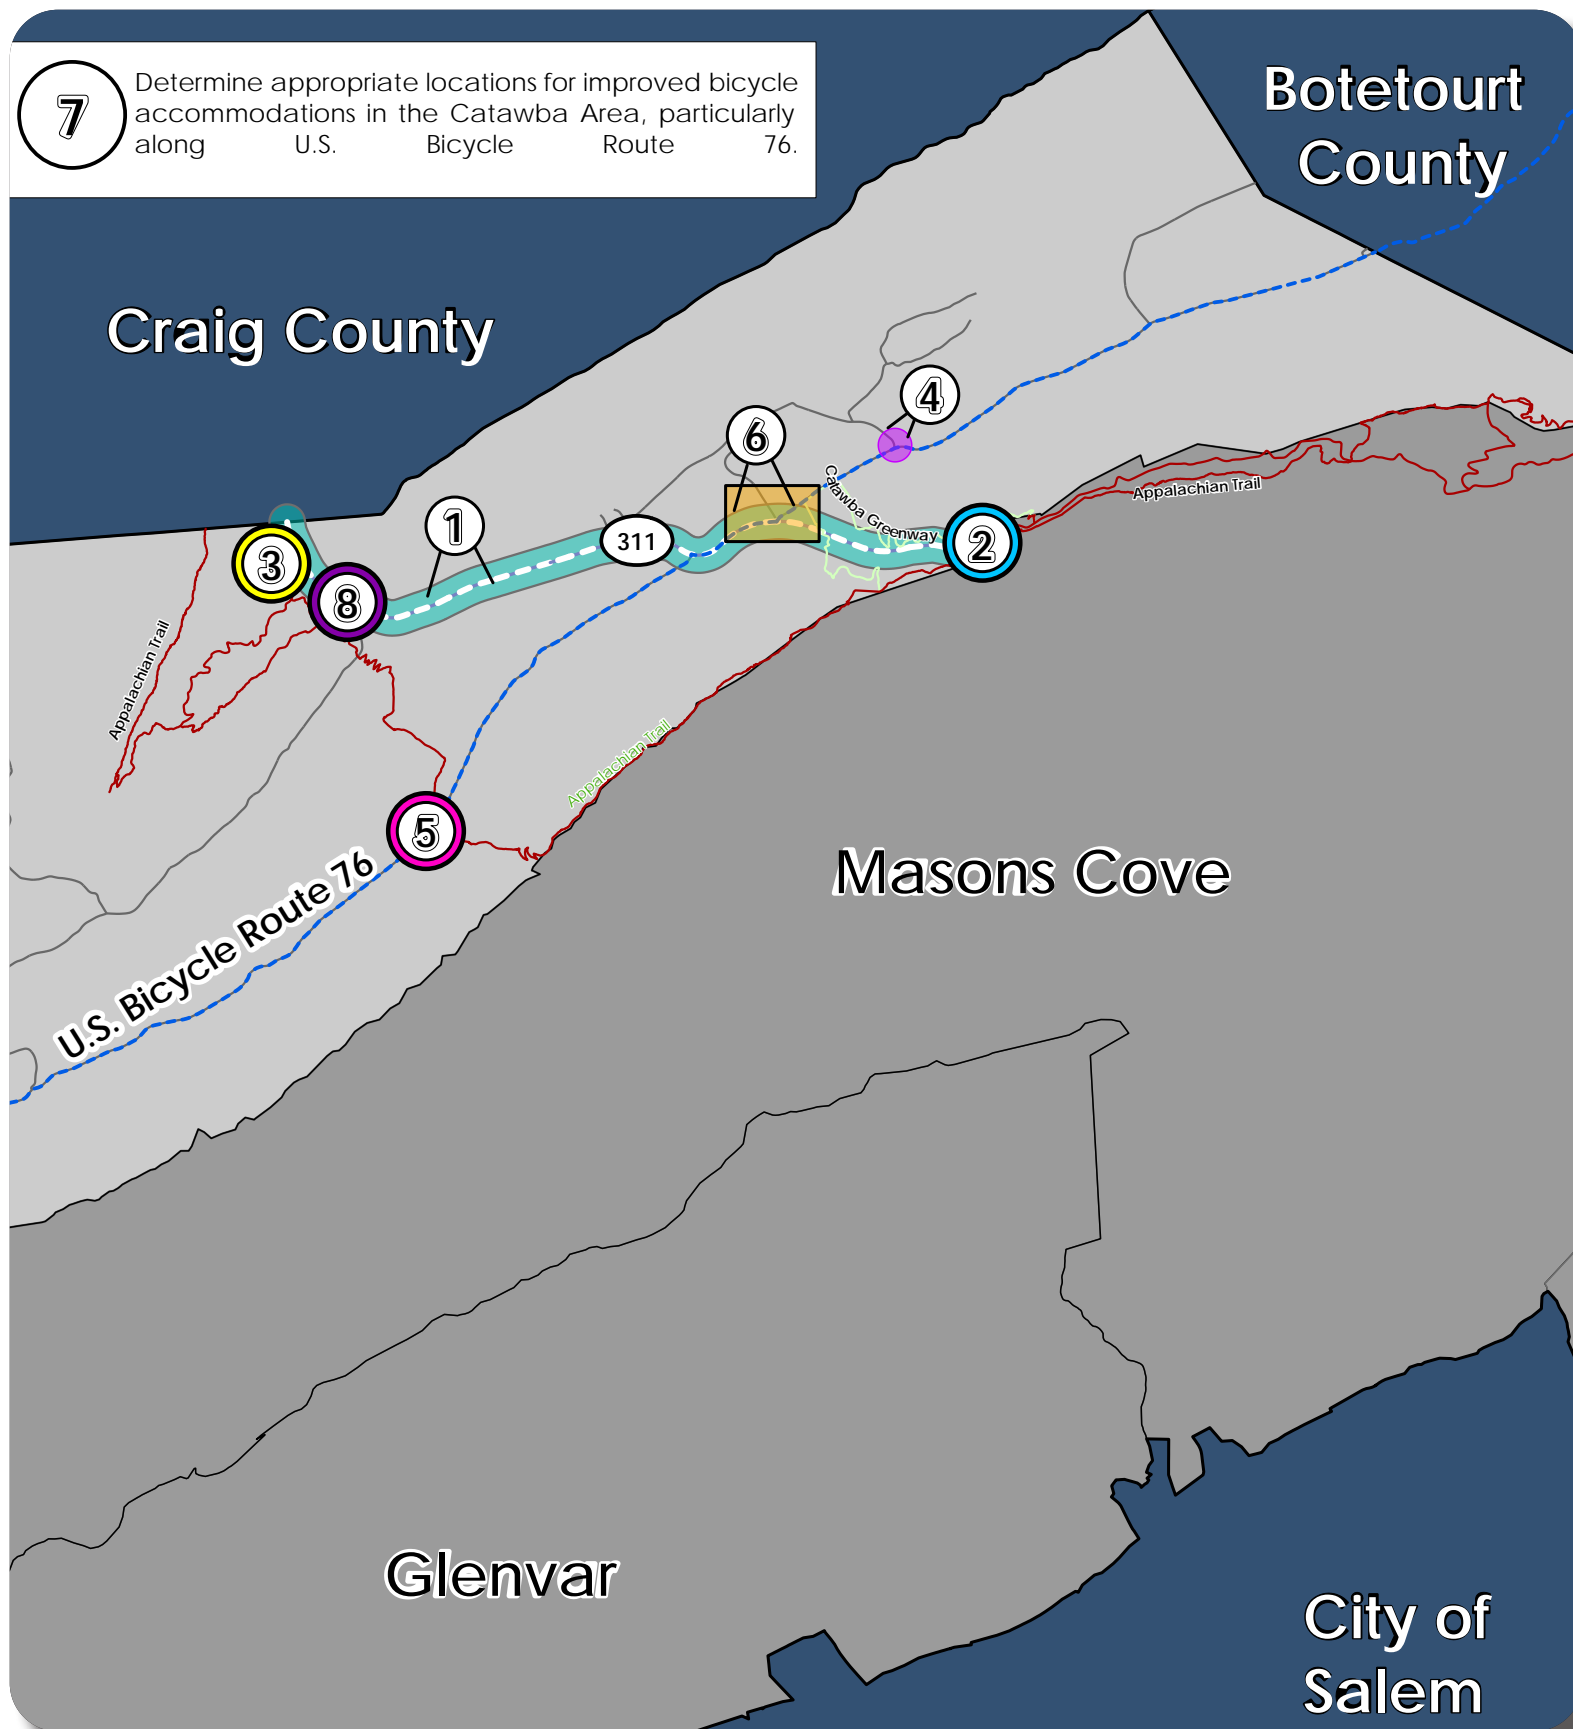 7
Determine appropriate locations for improved bicycle
accommodations in the Catawba Area, particularly
along U.S. Bicycle Route 76.
Botetourt
County
Craig County
4
6
1
Catawba Greenway
Appalachian Trail
3
311
2
8
Appalachian Trail
Appalachian Trail
5
U.S. Bicycle Route 76
Masons Cove
Glenvar
City of
Salem